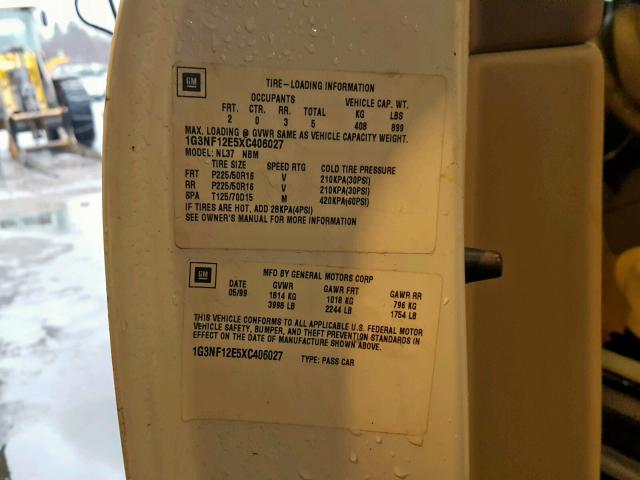 GM
TIRE-LOADING INFORMATION
OCCUPANTS VEHICLE CAP. WT.
FRT. CTR. RR. TOTAL KG LBS
2 0 3 5 408 899
MAX. LOADING @ GVWR SAME AS VEHICLE CAPACITY WEIGHT.
1G3NF12E5XC406027
MODEL: NL37 NBM
TIRE SIZE SPEED RTG COLD TIRE PRESSURE
FRT P225/50R16 V 210KPA(30PSI)
RR P225/50R16 V 210KPA(30PSI)
SPA T125/70D15 M 420KPA(60PSI)
IF TIRES ARE HOT, ADD 28KPA(4PSI)
SEE OWNER'S MANUAL FOR MORE INFORMATION
GM
MFD BY GENERAL MOTORS CORP
DATE GVWR GAWR FRT GAWR RR
05/99 1814 KG 1018 KG 796 KG
3998 LB 2244 LB 1754 LB
THIS VEHICLE CONFORMS TO ALL APPLICABLE U.S. FEDERAL MOTOR
VEHICLE SAFETY, BUMPER, AND THEFT PREVENTION STANDARDS IN
EFFECT ON THE DATE OF MANUFACTURE SHOWN ABOVE.
1G3NF12E5XC406027 TYPE: PASS CAR